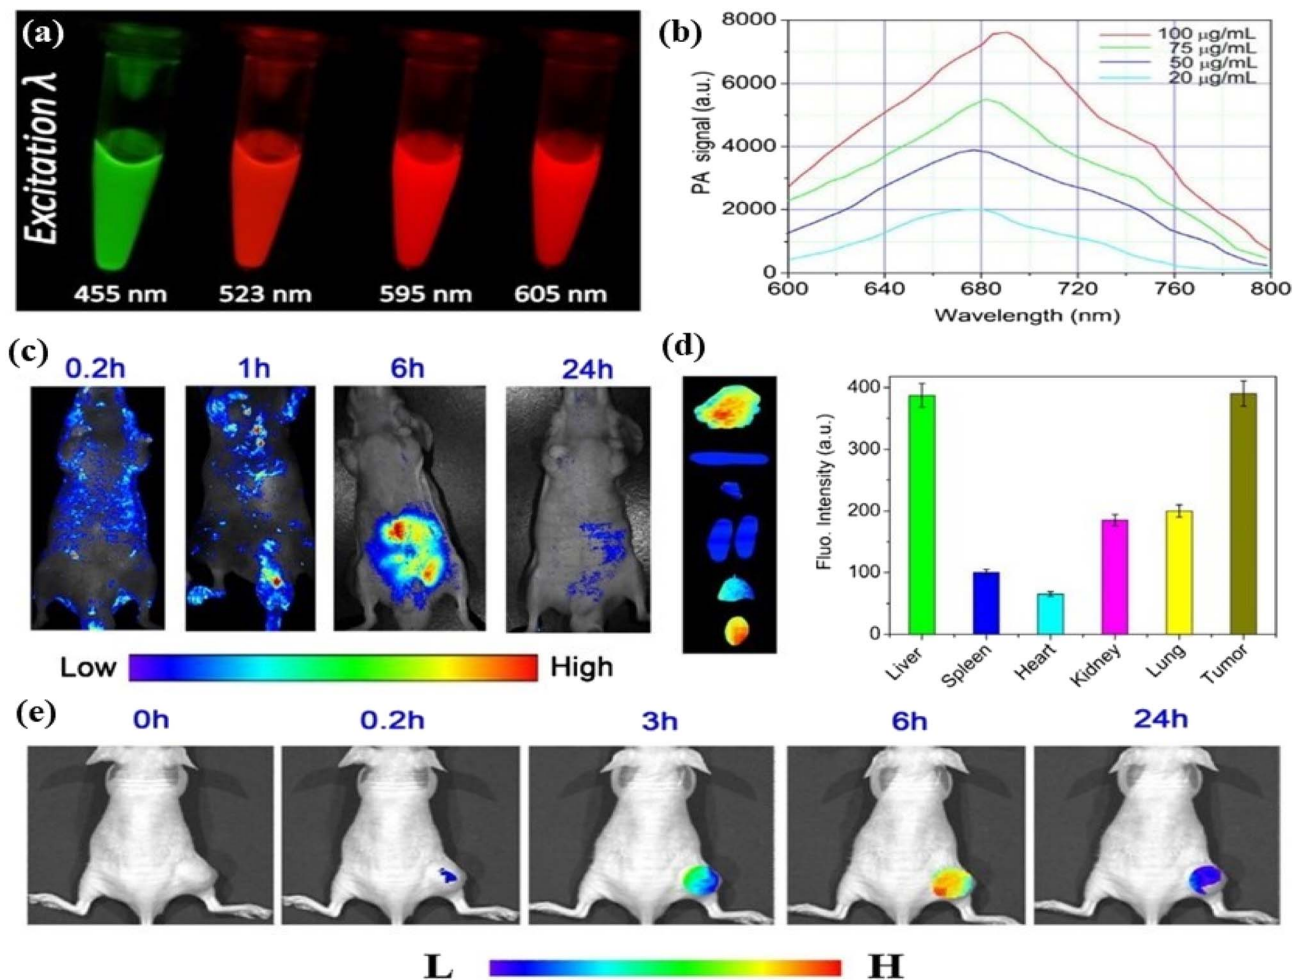 (a)
Excitation λ
455 nm 523 nm 595 nm 605 nm
(b)
8000
6000
4000
2000
0
PA signal (a.u.)
100 µg/mL
75 µg/mL
50 µg/mL
20 µg/mL
600 640 680 720 760 800
Wavelength (nm)
(c)
0.2h 1h 6h 24h
Low High
(d)
400
300
200
100
0
Fluo. Intensity (a.u.)
Liver Spleen Heart Kidney Lung Tumor
(e)
0h 0.2h 3h 6h 24h
L H